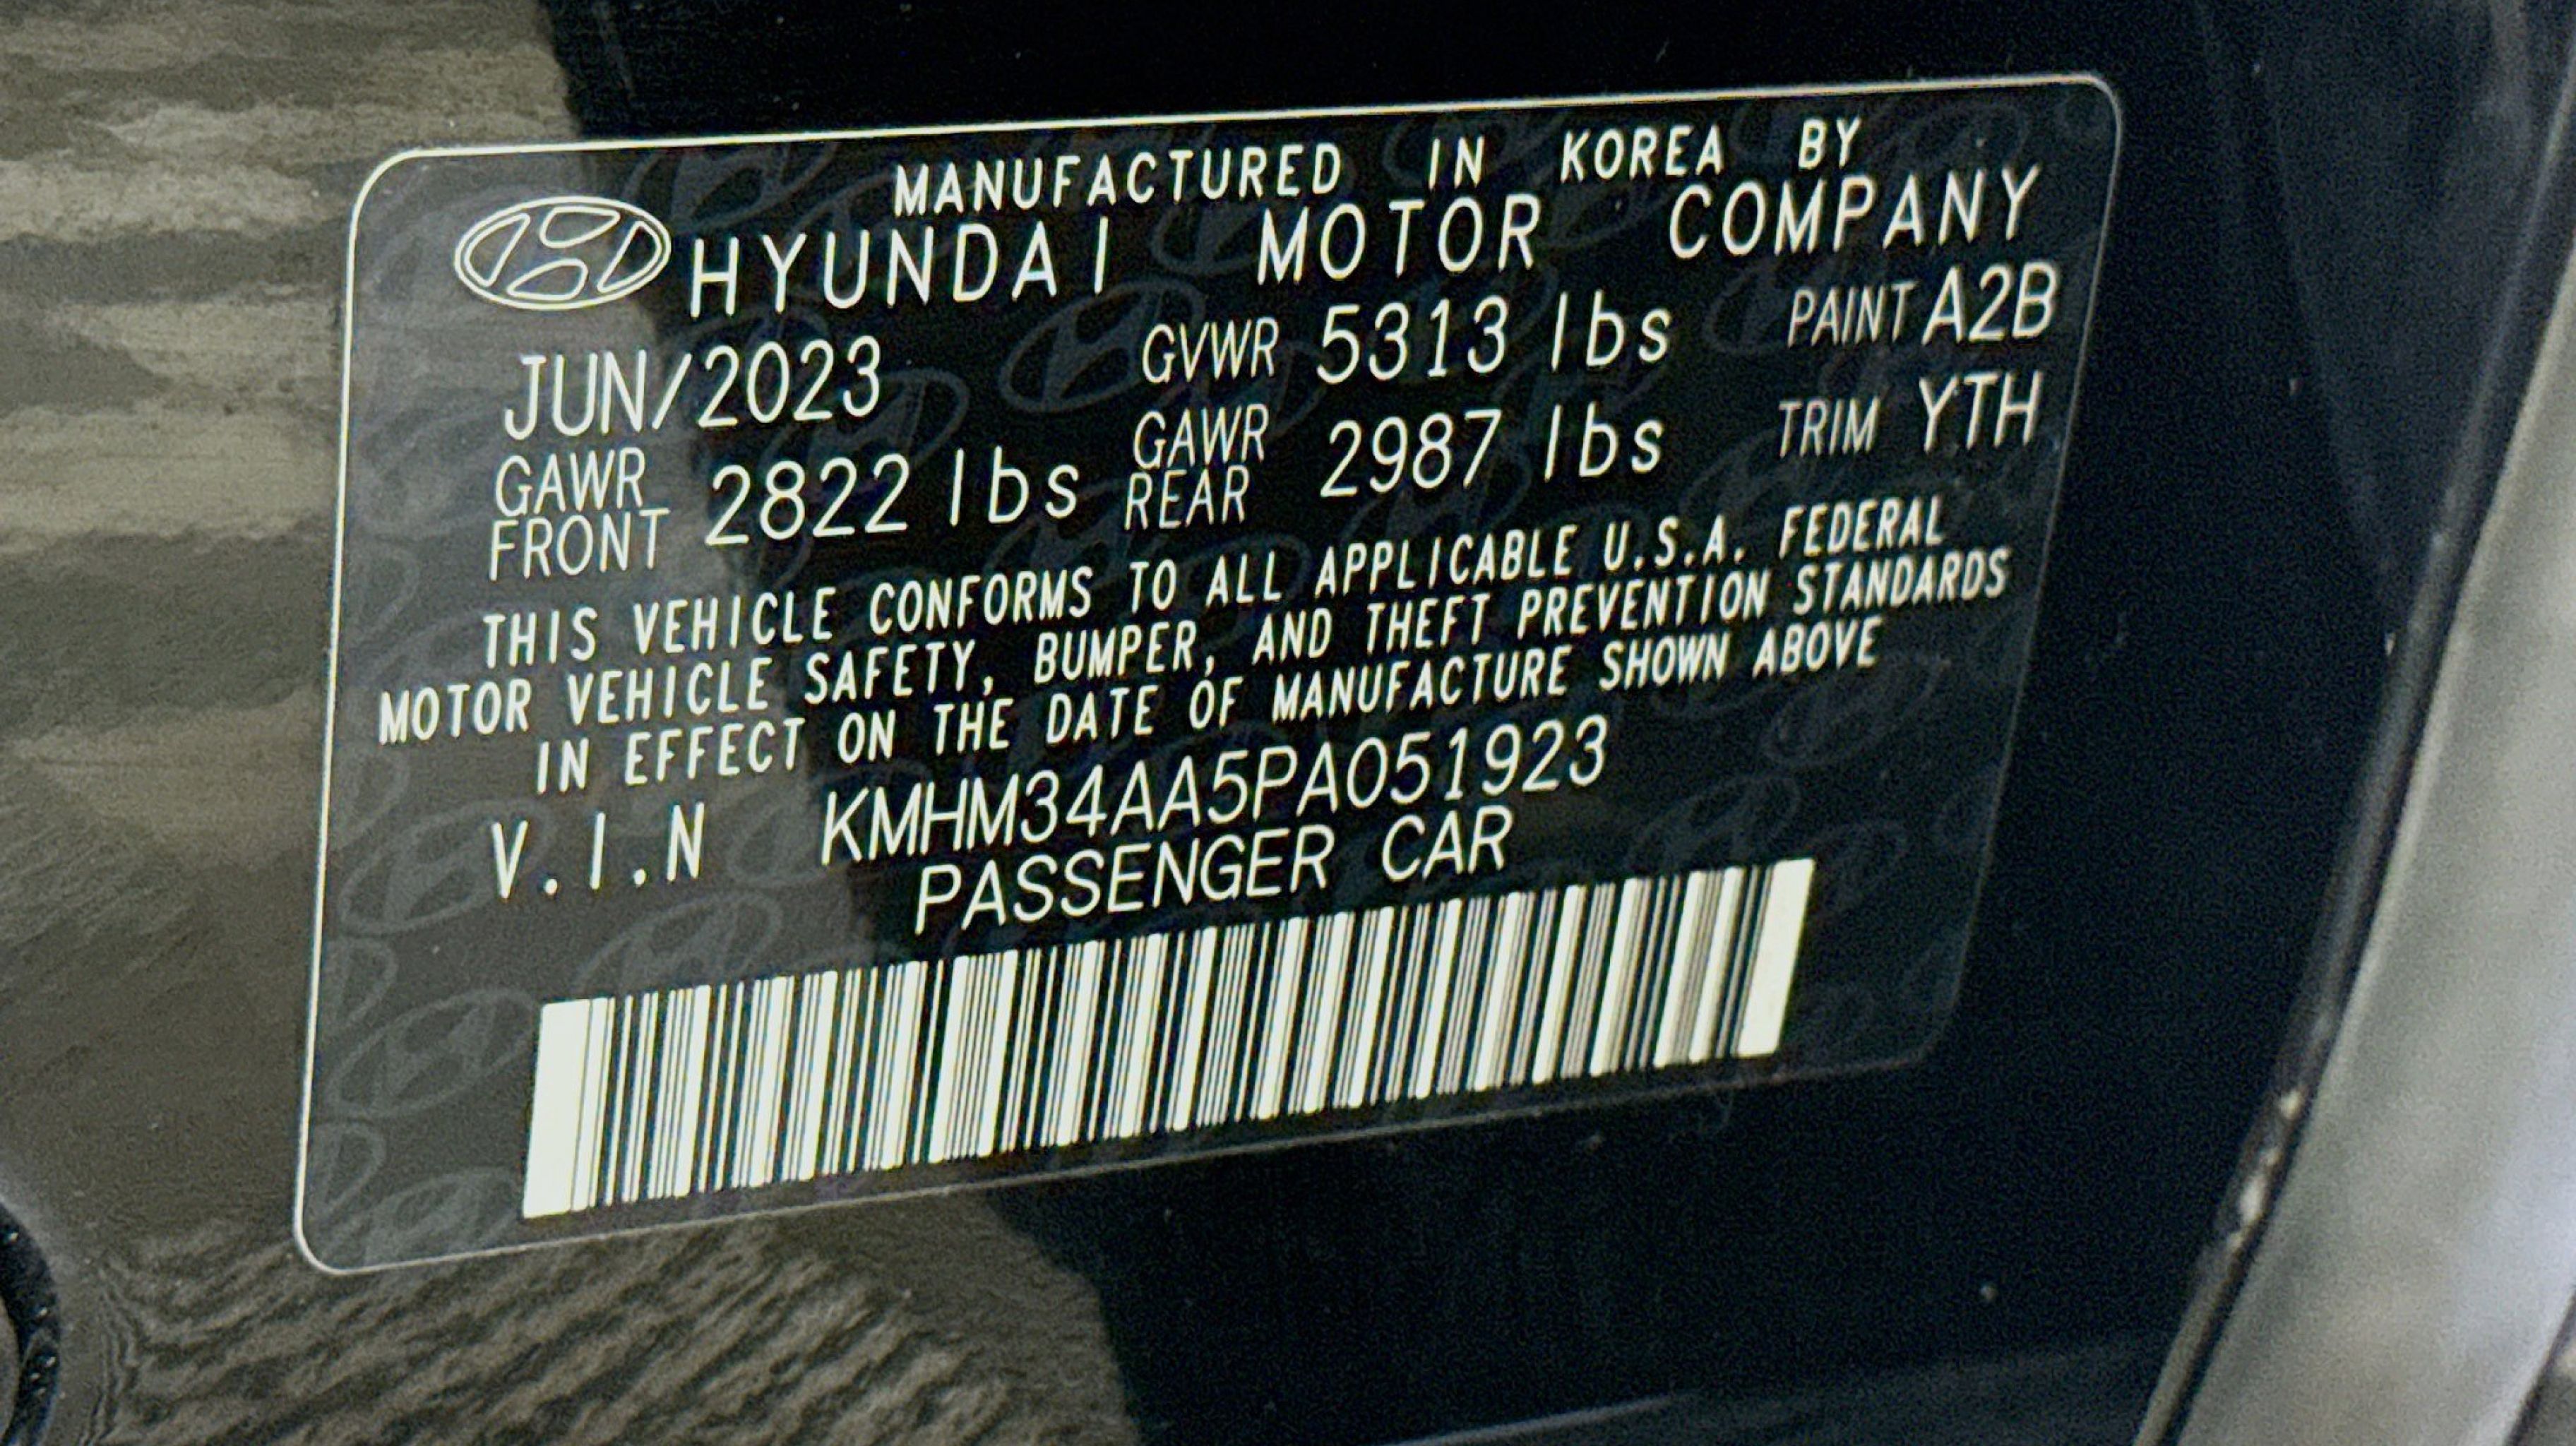 MANUFACTURED IN KOREA BY
HYUNDAI MOTOR COMPANY
JUN/2023 GVWR 5313 lbs PAINT A2B
GAWR FRONT 2822 lbs GAWR REAR 2987 lbs TRIM YTH
THIS VEHICLE CONFORMS TO ALL APPLICABLE U.S.A. FEDERAL
MOTOR VEHICLE SAFETY, BUMPER, AND THEFT PREVENTION STANDARDS
IN EFFECT ON THE DATE OF MANUFACTURE SHOWN ABOVE
V.I.N KMHM34AA5PA051923
PASSENGER CAR